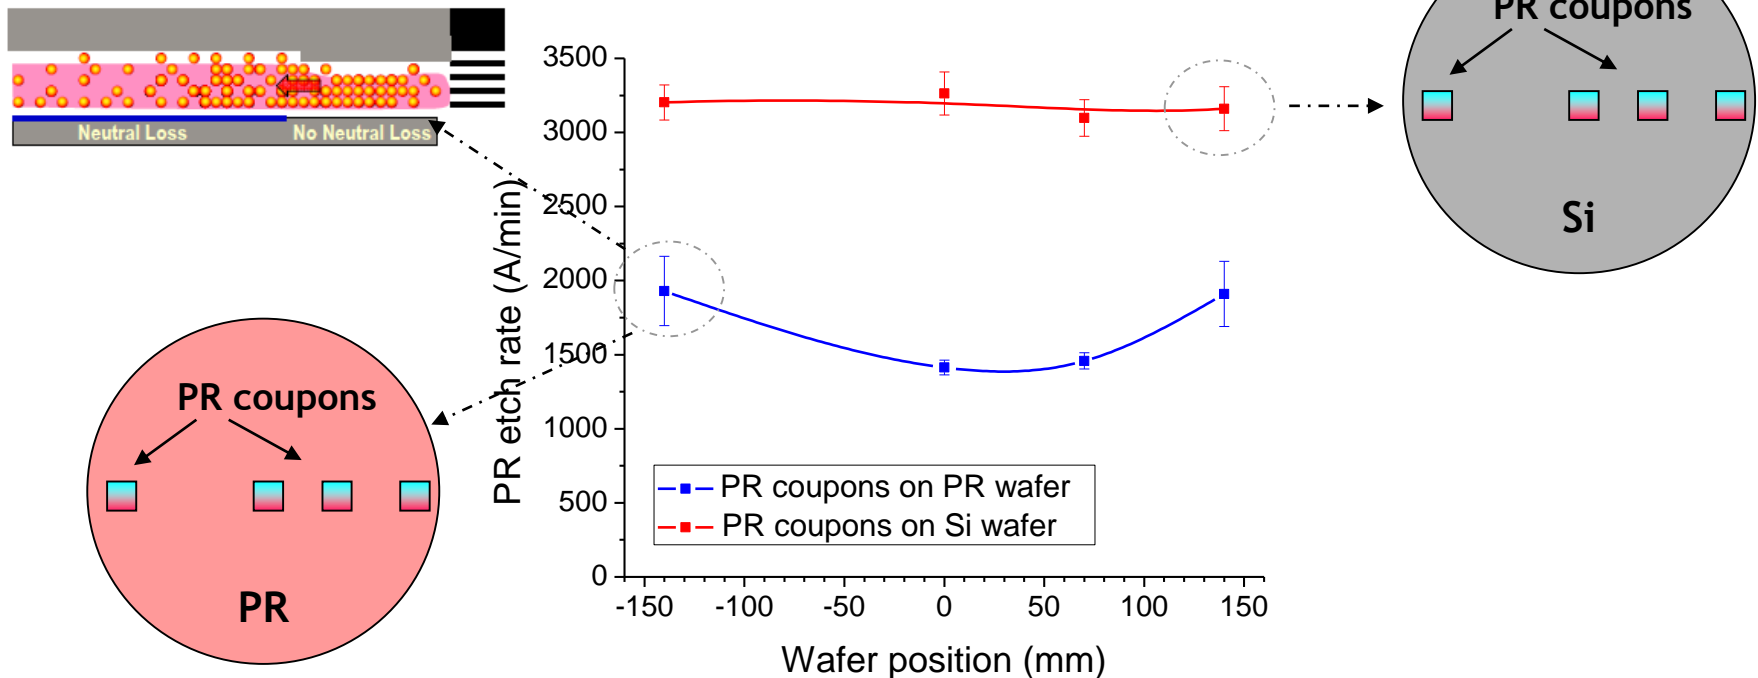 Neutral Loss
No Neutral Loss
PR coupons
Si
PR coupons
PR
PR etch rate (A/min)
3500
3000
2500
2000
1500
1000
500
0
-150
-100
-50
0
50
100
150
Wafer position (mm)
PR coupons on PR wafer
PR coupons on Si wafer